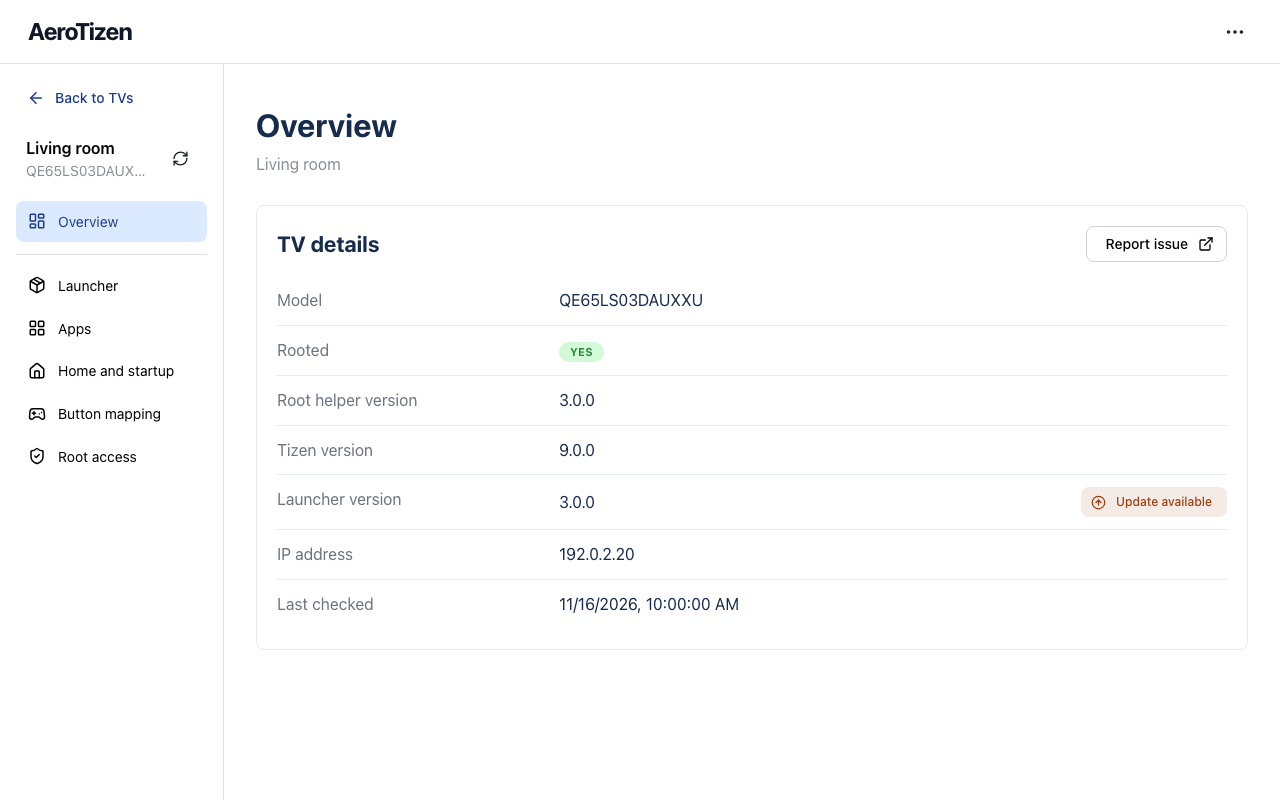 AeroTizen
Back to TVs
Living room
QE65LS03DAUX...
Overview
Launcher
Apps
Home and startup
Button mapping
Root access
Overview
Living room
TV details
Report issue
Model QE65LS03DAUXXU
Rooted YES
Root helper version 3.0.0
Tizen version 9.0.0
Launcher version 3.0.0 Update available
IP address 192.0.2.20
Last checked 11/16/2026, 10:00:00 AM